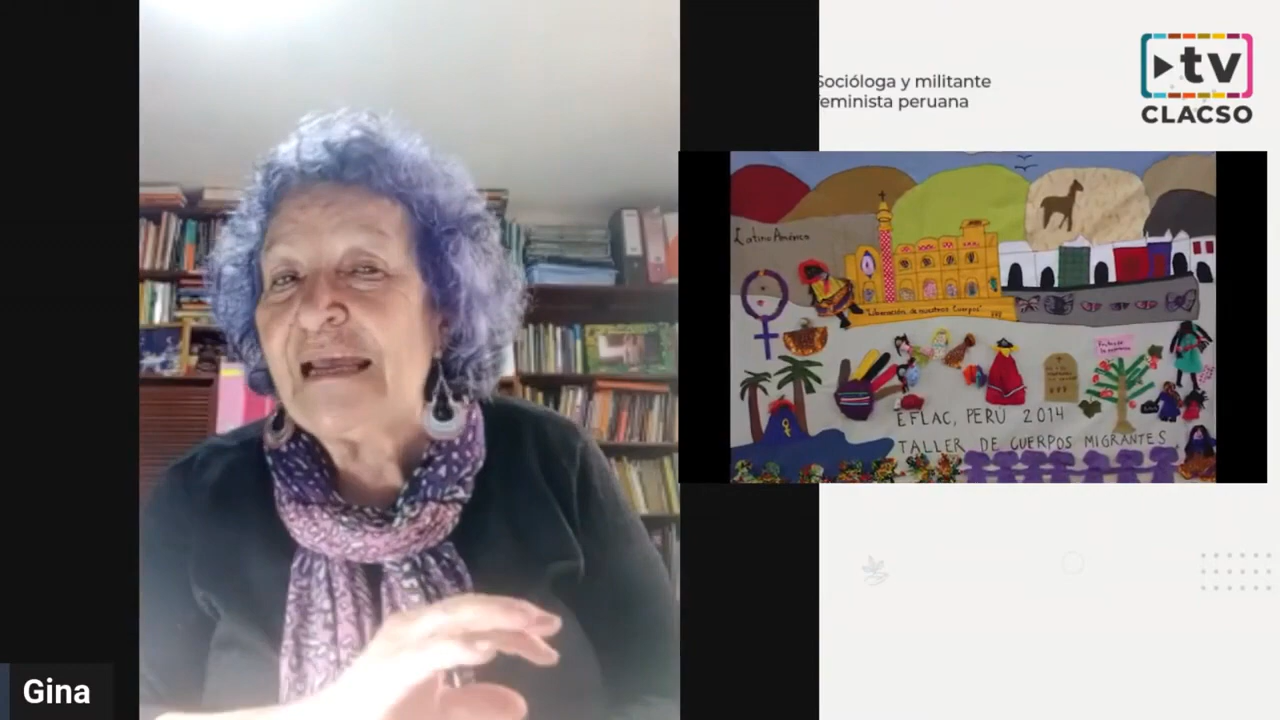 Socióloga y militante
feminista peruana
tv
CLACSO
Latino América
"Liberación de nuestros Cuerpos"
EFLAC, PERÚ 2014
TALLER DE CUERPOS MIGRANTES
Gina